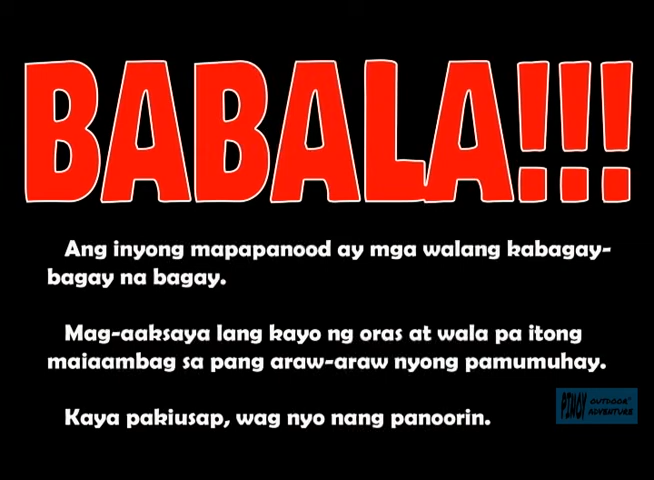 BABALA!!!
Ang inyong mapapanood ay mga walang kabagay-
bagay na bagay.
Mag-aaksaya lang kayo ng oras at wala pa itong
maiaambag sa pang araw-araw nyong pamumuhay.
Kaya pakiusap, wag nyo nang panoorin.
PINOY OUTDOOR
ADVENTURE